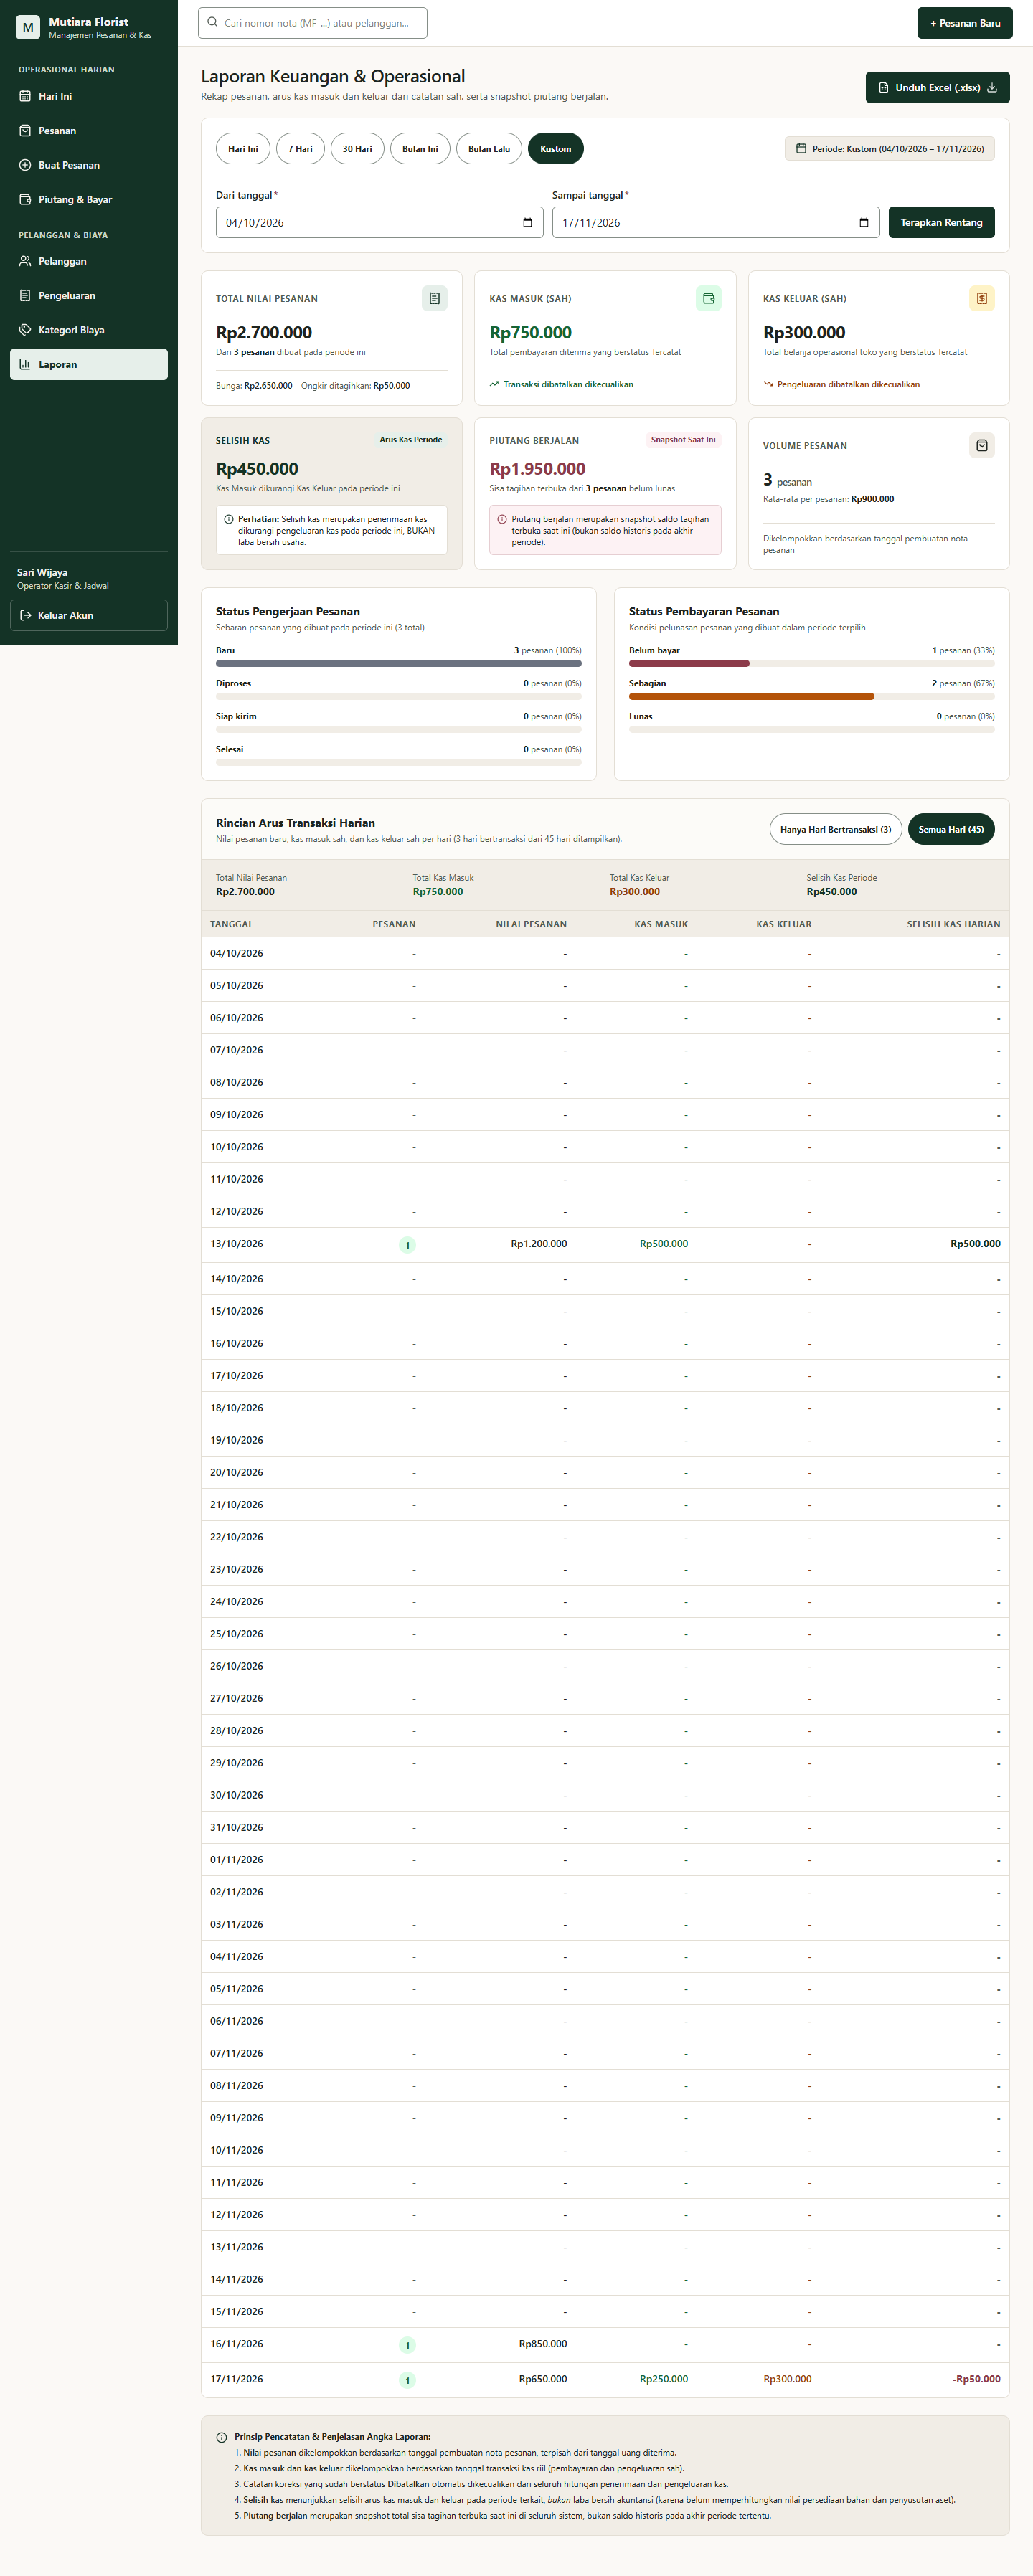 M
Mutiara Florist
Manajemen Pesanan & Kas
OPERASIONAL HARIAN
Hari Ini
Pesanan
Buat Pesanan
Piutang & Bayar
PELANGGAN & BIAYA
Pelanggan
Pengeluaran
Kategori Biaya
Laporan
Sari Wijaya
Operator Kasir & Jadwal
Keluar Akun
Cari nomor nota (MF-...) atau pelanggan...
+ Pesanan Baru
Laporan Keuangan & Operasional
Rekap pesanan, arus kas masuk dan keluar dari catatan sah, serta snapshot piutang berjalan.
Unduh Excel (.xlsx)
Hari Ini
7 Hari
30 Hari
Bulan Ini
Bulan Lalu
Kustom
Periode: Kustom (04/10/2026 – 17/11/2026)
Dari tanggal *
04/10/2026
Sampai tanggal *
17/11/2026
Terapkan Rentang
TOTAL NILAI PESANAN
Rp2.700.000
Dari 3 pesanan dibuat pada periode ini
Bunga: Rp2.650.000 Ongkir ditagihkan: Rp50.000
KAS MASUK (SAH)
Rp750.000
Total pembayaran diterima yang berstatus Tercatat
Transaksi dibatalkan dikecualikan
KAS KELUAR (SAH)
Rp300.000
Total belanja operasional toko yang berstatus Tercatat
Pengeluaran dibatalkan dikecualikan
SELISIH KAS
Arus Kas Periode
Rp450.000
Kas Masuk dikurangi Kas Keluar pada periode ini
Perhatian: Selisih kas merupakan penerimaan kas
dikurangi pengeluaran kas pada periode ini, BUKAN
laba bersih usaha.
PIUTANG BERJALAN
Snapshot Saat Ini
Rp1.950.000
Sisa tagihan terbuka dari 3 pesanan belum lunas
Piutang berjalan merupakan snapshot saldo tagihan
terbuka saat ini (bukan saldo historis pada akhir
periode).
VOLUME PESANAN
3 pesanan
Rata-rata per pesanan: Rp900.000
Dikelompokkan berdasarkan tanggal pembuatan nota
pesanan
Status Pengerjaan Pesanan
Sebaran pesanan yang dibuat pada periode ini (3 total)
Baru 3 pesanan (100%)
Diproses 0 pesanan (0%)
Siap kirim 0 pesanan (0%)
Selesai 0 pesanan (0%)
Status Pembayaran Pesanan
Kondisi pelunasan pesanan yang dibuat dalam periode terpilih
Belum bayar 1 pesanan (33%)
Sebagian 2 pesanan (67%)
Lunas 0 pesanan (0%)
Rincian Arus Transaksi Harian
Nilai pesanan baru, kas masuk sah, dan kas keluar sah per hari (3 hari bertransaksi dari 45 hari ditampilkan).
Hanya Hari Bertransaksi (3)
Semua Hari (45)
Total Nilai Pesanan Total Kas Masuk Total Kas Keluar Selisih Kas Periode
Rp2.700.000 Rp750.000 Rp300.000 Rp450.000
TANGGAL PESANAN NILAI PESANAN KAS MASUK KAS KELUAR SELISIH KAS HARIAN
04/10/2026 - - - - -
05/10/2026 - - - - -
06/10/2026 - - - - -
07/10/2026 - - - - -
08/10/2026 - - - - -
09/10/2026 - - - - -
10/10/2026 - - - - -
11/10/2026 - - - - -
12/10/2026 - - - - -
13/10/2026 1 Rp1.200.000 Rp500.000 - Rp500.000
14/10/2026 - - - - -
15/10/2026 - - - - -
16/10/2026 - - - - -
17/10/2026 - - - - -
18/10/2026 - - - - -
19/10/2026 - - - - -
20/10/2026 - - - - -
21/10/2026 - - - - -
22/10/2026 - - - - -
23/10/2026 - - - - -
24/10/2026 - - - - -
25/10/2026 - - - - -
26/10/2026 - - - - -
27/10/2026 - - - - -
28/10/2026 - - - - -
29/10/2026 - - - - -
30/10/2026 - - - - -
31/10/2026 - - - - -
01/11/2026 - - - - -
02/11/2026 - - - - -
03/11/2026 - - - - -
04/11/2026 - - - - -
05/11/2026 - - - - -
06/11/2026 - - - - -
07/11/2026 - - - - -
08/11/2026 - - - - -
09/11/2026 - - - - -
10/11/2026 - - - - -
11/11/2026 - - - - -
12/11/2026 - - - - -
13/11/2026 - - - - -
14/11/2026 - - - - -
15/11/2026 - - - - -
16/11/2026 1 Rp850.000 - - -
17/11/2026 1 Rp650.000 Rp250.000 Rp300.000 -Rp50.000
Prinsip Pencatatan & Penjelasan Angka Laporan:
1. Nilai pesanan dikelompokkan berdasarkan tanggal pembuatan nota pesanan, terpisah dari tanggal uang diterima.
2. Kas masuk dan kas keluar dikelompokkan berdasarkan tanggal transaksi kas riil (pembayaran dan pengeluaran sah).
3. Catatan koreksi yang sudah berstatus Dibatalkan otomatis dikecualikan dari seluruh hitungan penerimaan dan pengeluaran kas.
4. Selisih kas menunjukkan selisih arus kas masuk dan keluar pada periode terkait, bukan laba bersih akuntansi (karena belum memperhitungkan nilai persediaan bahan dan penyusutan aset).
5. Piutang berjalan merupakan snapshot total sisa tagihan terbuka saat ini di seluruh sistem, bukan saldo historis pada akhir periode tertentu.